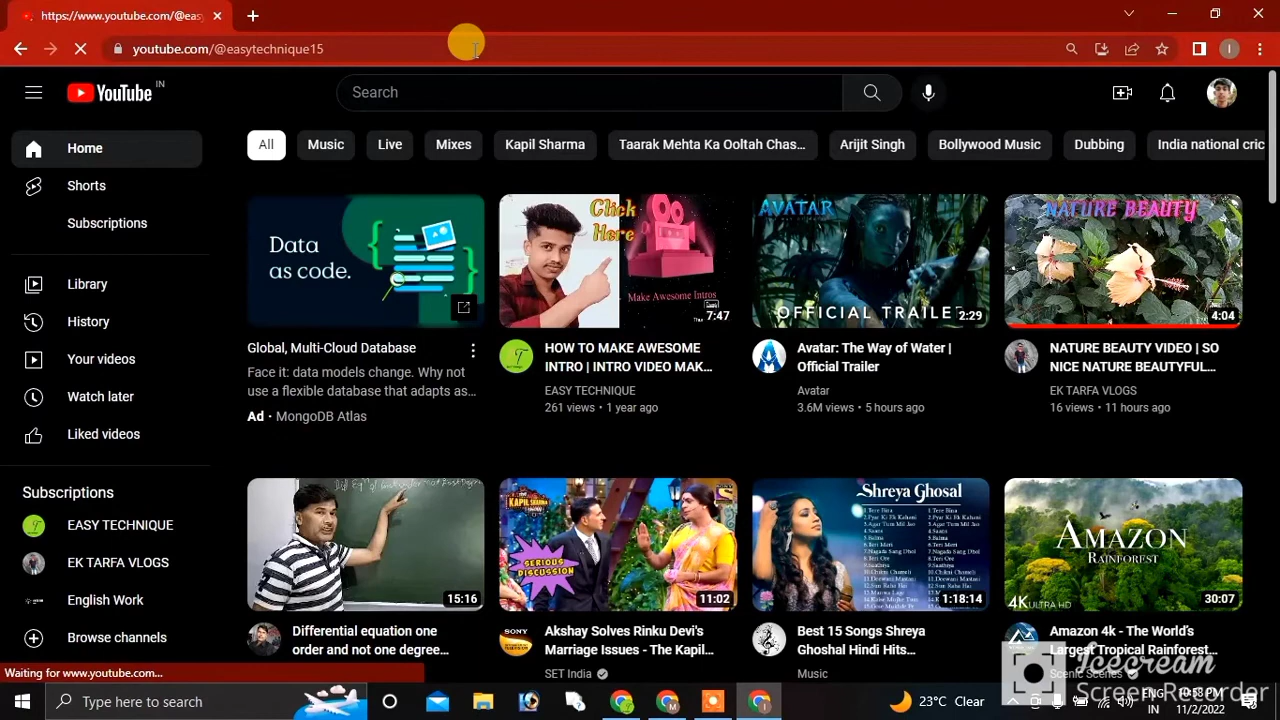 https://www.youtube.com/@easy
youtube.com/@easytechnique15
I
YouTube IN
Search
Home
Shorts
Subscriptions
Library
History
Your videos
Watch later
Liked videos
Subscriptions
EASY TECHNIQUE
EK TARFA VLOGS
English Work
Browse channels
All
Music
Live
Mixes
Kapil Sharma
Taarak Mehta Ka Ooltah Chas...
Arijit Singh
Bollywood Music
Dubbing
India national cric
Data
as code.
Global, Multi-Cloud Database
Face it: data models change. Why not
use a flexible database that adapts as...
Ad · MongoDB Atlas
Click
Here
Make Awesome Intros
7:47
HOW TO MAKE AWESOME
INTRO | INTRO VIDEO MAK...
EASY TECHNIQUE
261 views • 1 year ago
AVATAR
OFFICIAL TRAILE
2:29
Avatar: The Way of Water |
Official Trailer
Avatar
3.6M views • 5 hours ago
NATURE BEAUTY
4:04
NATURE BEAUTY VIDEO | SO
NICE NATURE BEAUTYFUL...
EK TARFA VLOGS
16 views • 11 hours ago
15:16
Differential equation one
order and not one degree...
KAPIL SHARMA
SERIOUS
DISCUSSION
11:02
SONY
Akshay Solves Rinku Devi's
Marriage Issues - The Kapil...
SET India
Shreya Ghosal
1:18:14
Best 15 Songs Shreya
Ghoshal Hindi Hits...
Music
AMAZON
RAINFOREST
4K ULTRA HD
30:07
Amazon 4k - The World's
Largest Tropical Rainforest...
Scenic Scenes
Icecream
Screen Recorder
Waiting for www.youtube.com...
Type here to search
23°C Clear
ENG
IN
10:58 PM
11/2/2022